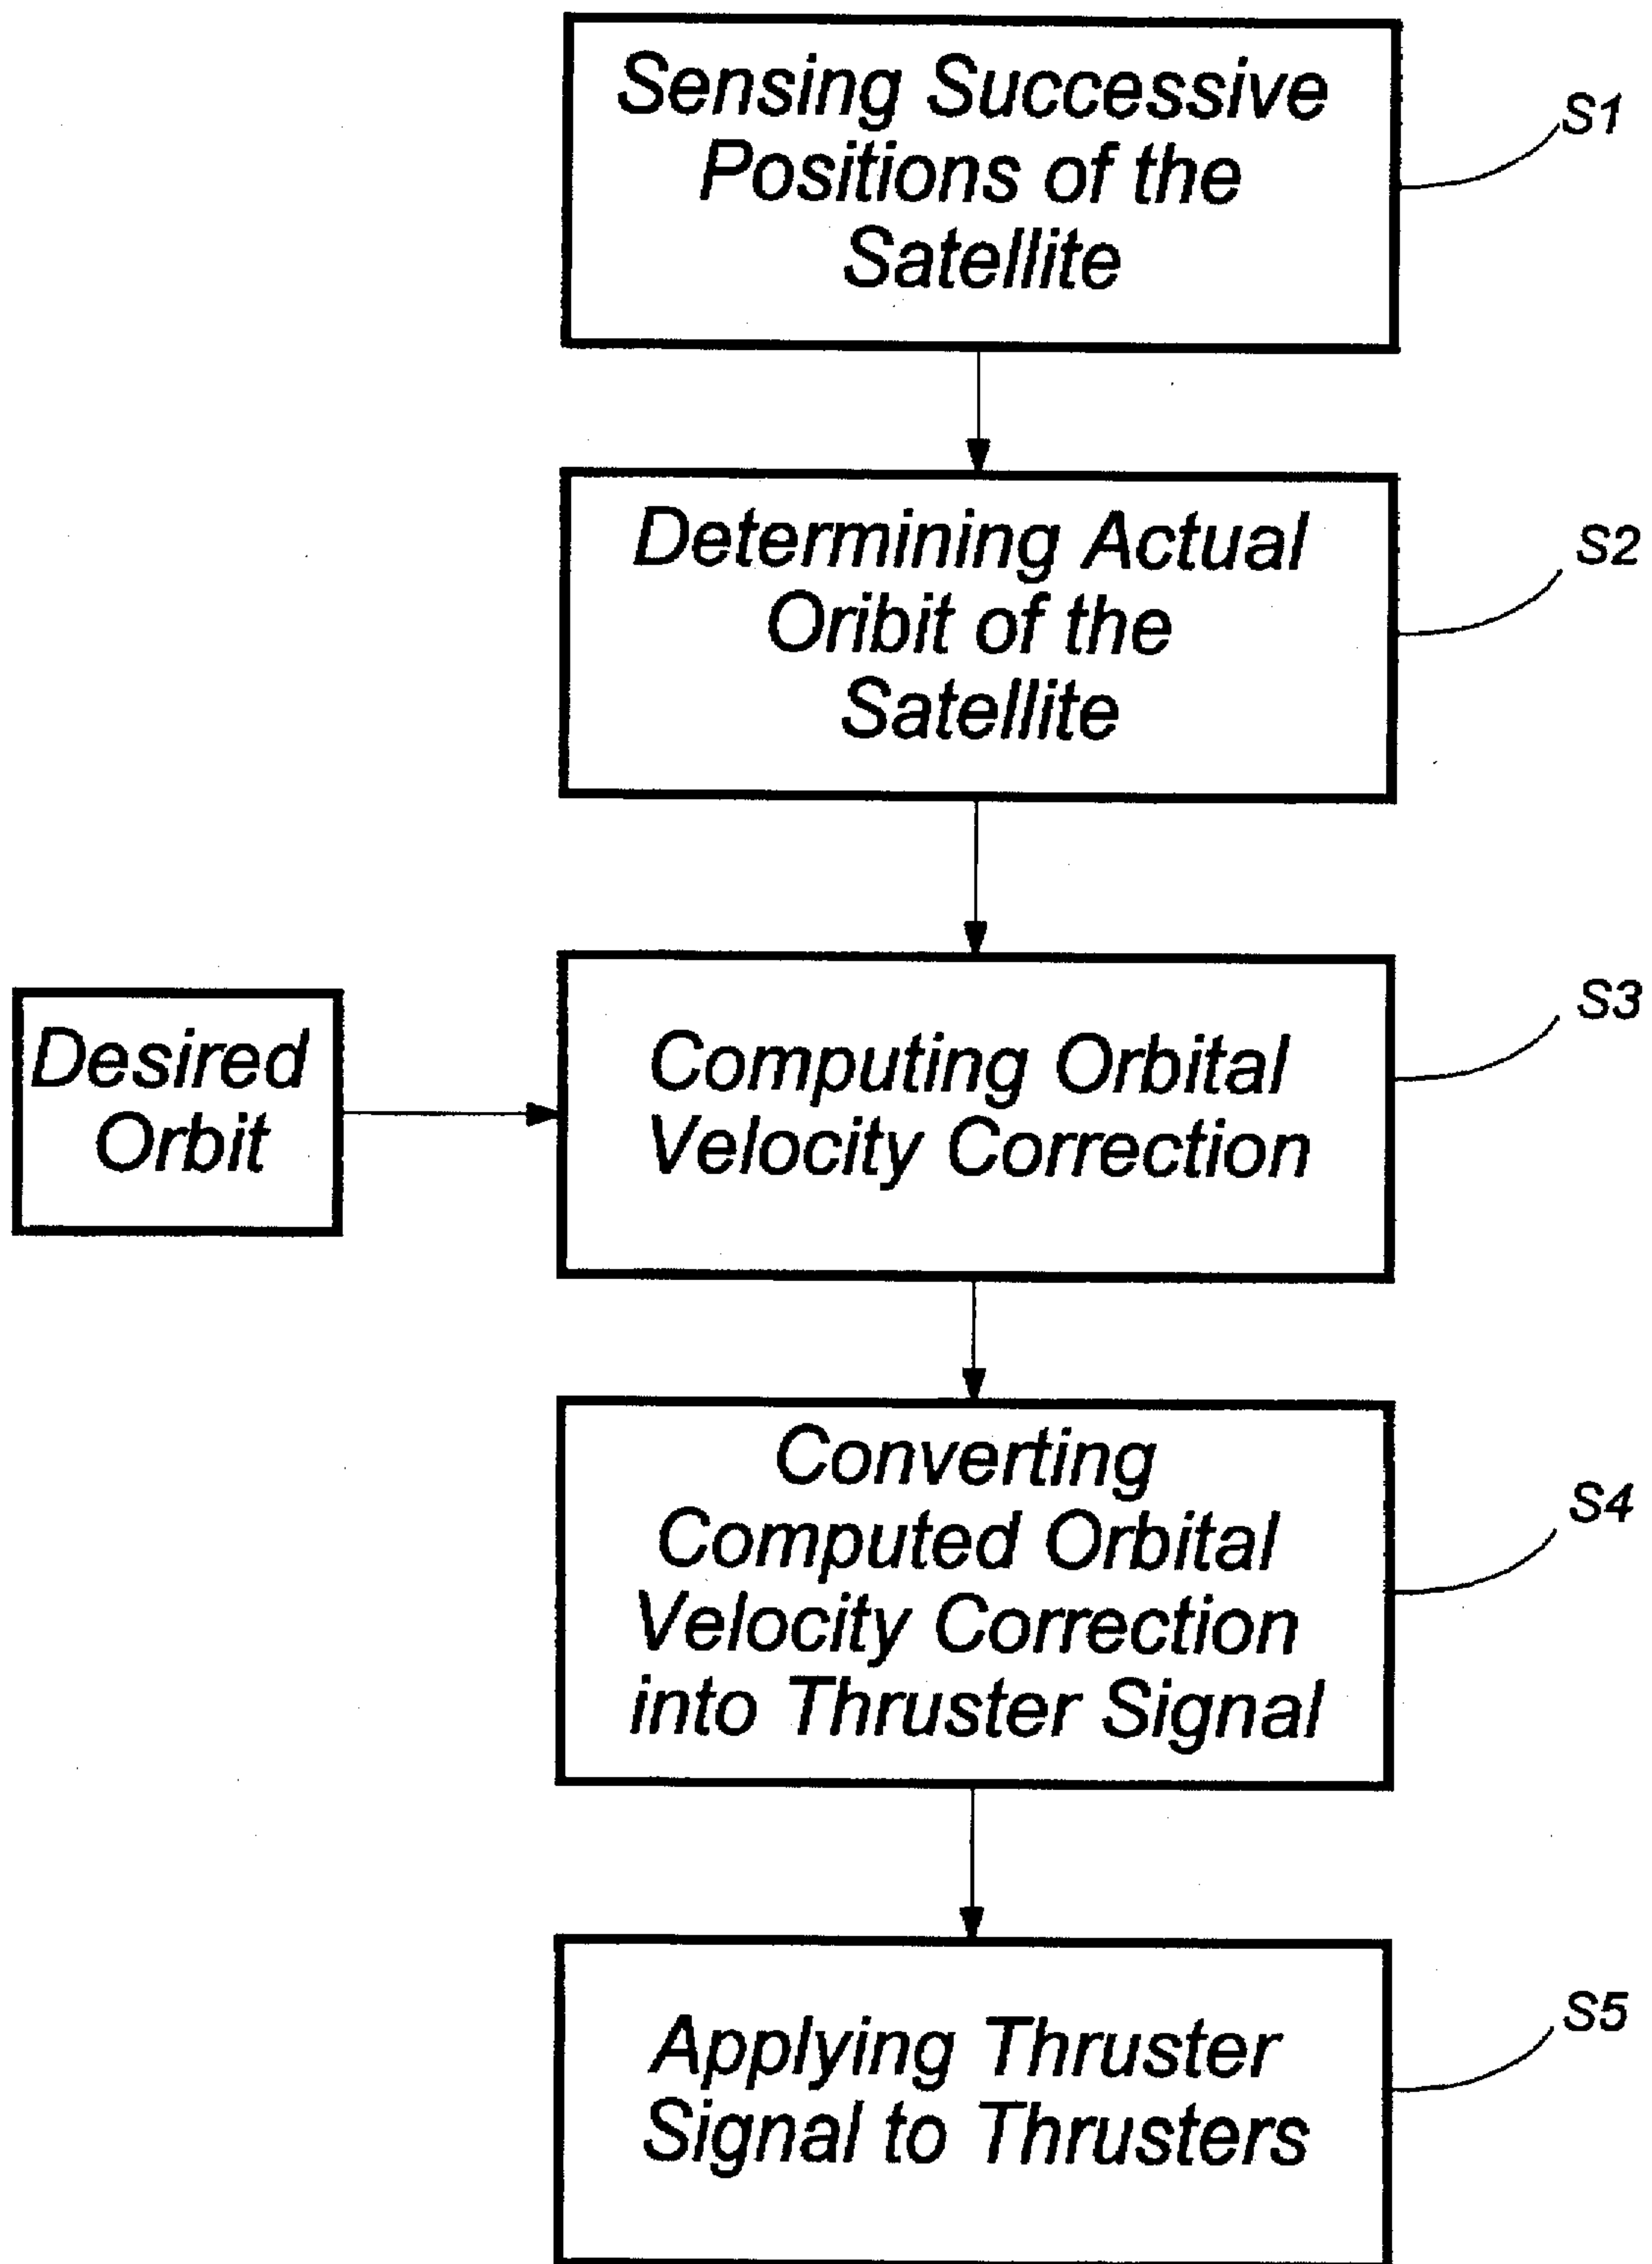 Sensing Successive
Positions of the
Satellite
S1
Determining Actual
Oribit of the
Satellite
S2
Desired
Orbit
Computing Orbital
Velocity Correction
S3
Converting
Computed Orbital
Velocity Correction
into Thruster Signal
S4
Applying Thruster
Signal to Thrusters
S5